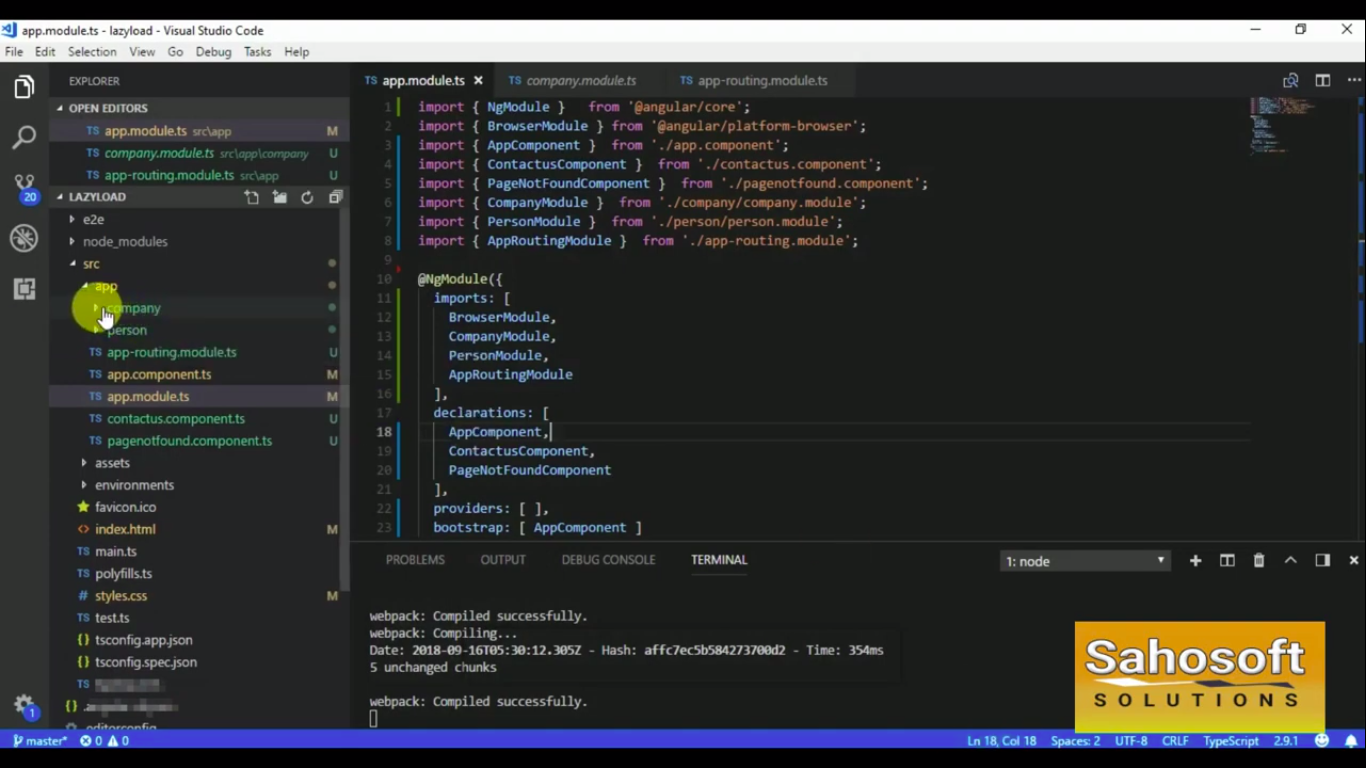 app.module.ts - lazyload - Visual Studio Code
File Edit Selection View Go Debug Tasks Help
EXPLORER
OPEN EDITORS
TS app.module.ts src\app M
TS company.module.ts src\app\company U
TS app-routing.module.ts src\app U
LAZYLOAD
20
e2e
node_modules
src
app
company
person
TS app-routing.module.ts U
TS app.component.ts M
TS app.module.ts M
TS contactus.component.ts U
TS pagenotfound.component.ts U
assets
environments
favicon.ico
<> index.html M
TS main.ts
TS polyfills.ts
# styles.css M
TS test.ts
{} tsconfig.app.json
{} tsconfig.spec.json
TS
{}
.editorconfig
1
TS app.module.ts × TS company.module.ts TS app-routing.module.ts
1 import { NgModule } from '@angular/core';
2 import { BrowserModule } from '@angular/platform-browser';
3 import { AppComponent } from './app.component';
4 import { ContactusComponent } from './contactus.component';
5 import { PageNotFoundComponent } from './pagenotfound.component';
6 import { CompanyModule } from './company/company.module';
7 import { PersonModule } from './person/person.module';
8 import { AppRoutingModule } from './app-routing.module';
9
10 @NgModule({
11 imports: [
12 BrowserModule,
13 CompanyModule,
14 PersonModule,
15 AppRoutingModule
16 ],
17 declarations: [
18 AppComponent,
19 ContactusComponent,
20 PageNotFoundComponent
21 ],
22 providers: [ ],
23 bootstrap: [ AppComponent ]
PROBLEMS OUTPUT DEBUG CONSOLE TERMINAL 1: node
webpack: Compiled successfully.
webpack: Compiling...
Date: 2018-09-16T05:30:12.305Z - Hash: affc7ec5b584273700d2 - Time: 354ms
5 unchanged chunks
webpack: Compiled successfully.
Sahosoft
SOLUTIONS
master* 0 0 Ln 18, Col 18 Spaces: 2 UTF-8 CRLF TypeScript 2.9.1